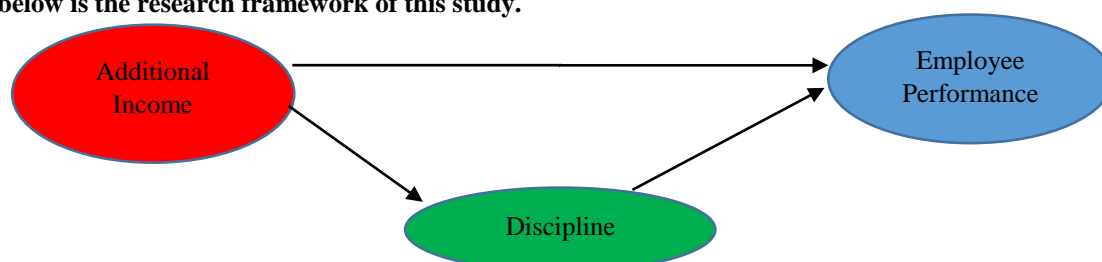 below is the research framework of this study.
Additional
Income
Employee
Performance
Discipline